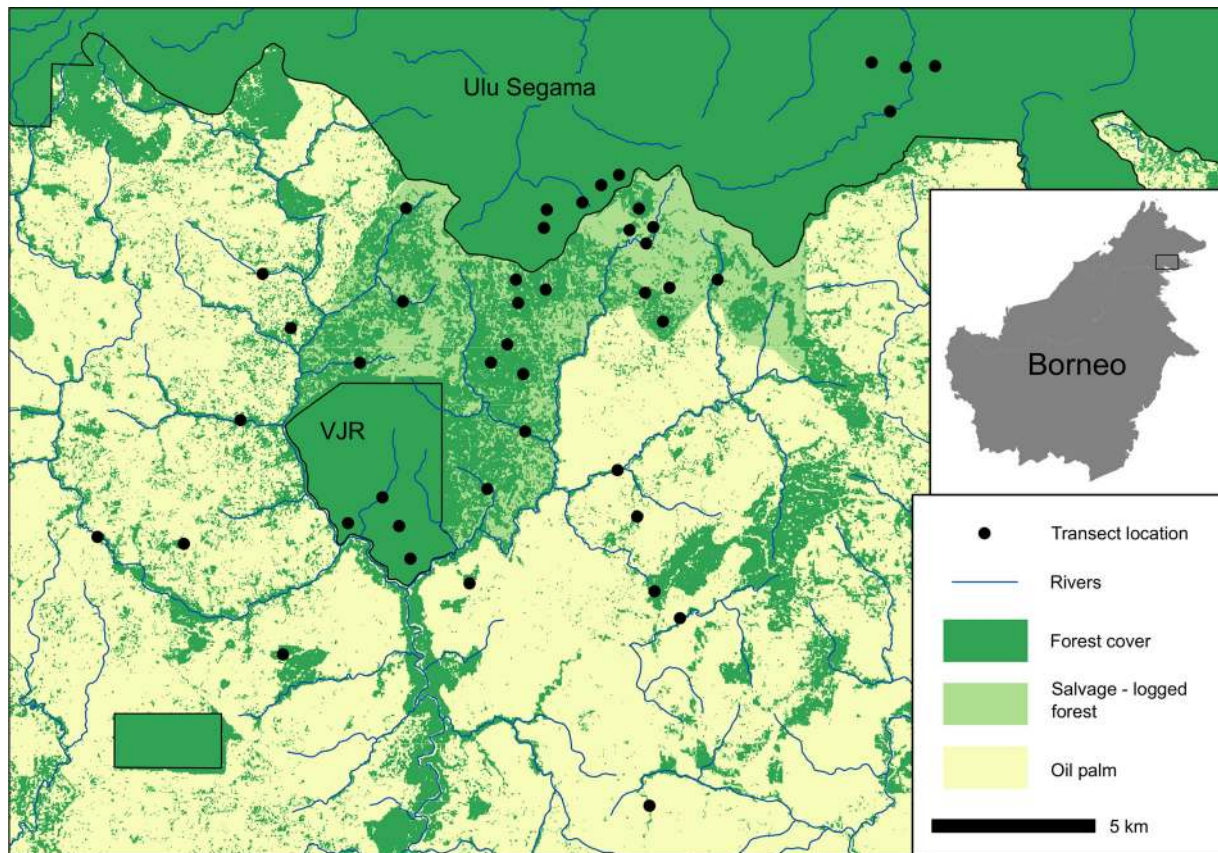 Ulu Segama
VJR
Borneo
Transect location
Rivers
Forest cover
Salvage - logged
forest
Oil palm
5 km